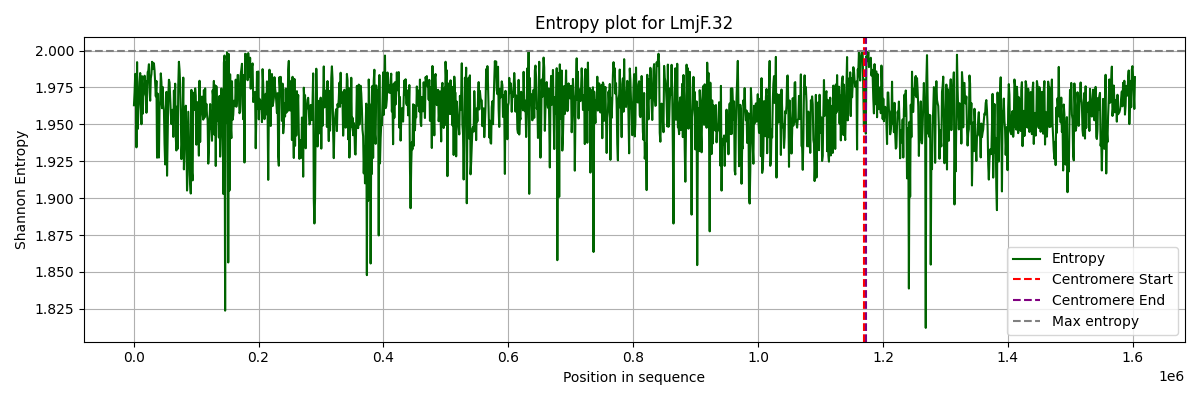 Entropy plot for LmjF.32
Shannon Entropy
2.000
1.975
1.950
1.925
1.900
1.875
1.850
1.825
Entropy
Centromere Start
Centromere End
Max entropy
0.0 0.2 0.4 0.6 0.8 1.0 1.2 1.4 1.6
1e6
Position in sequence